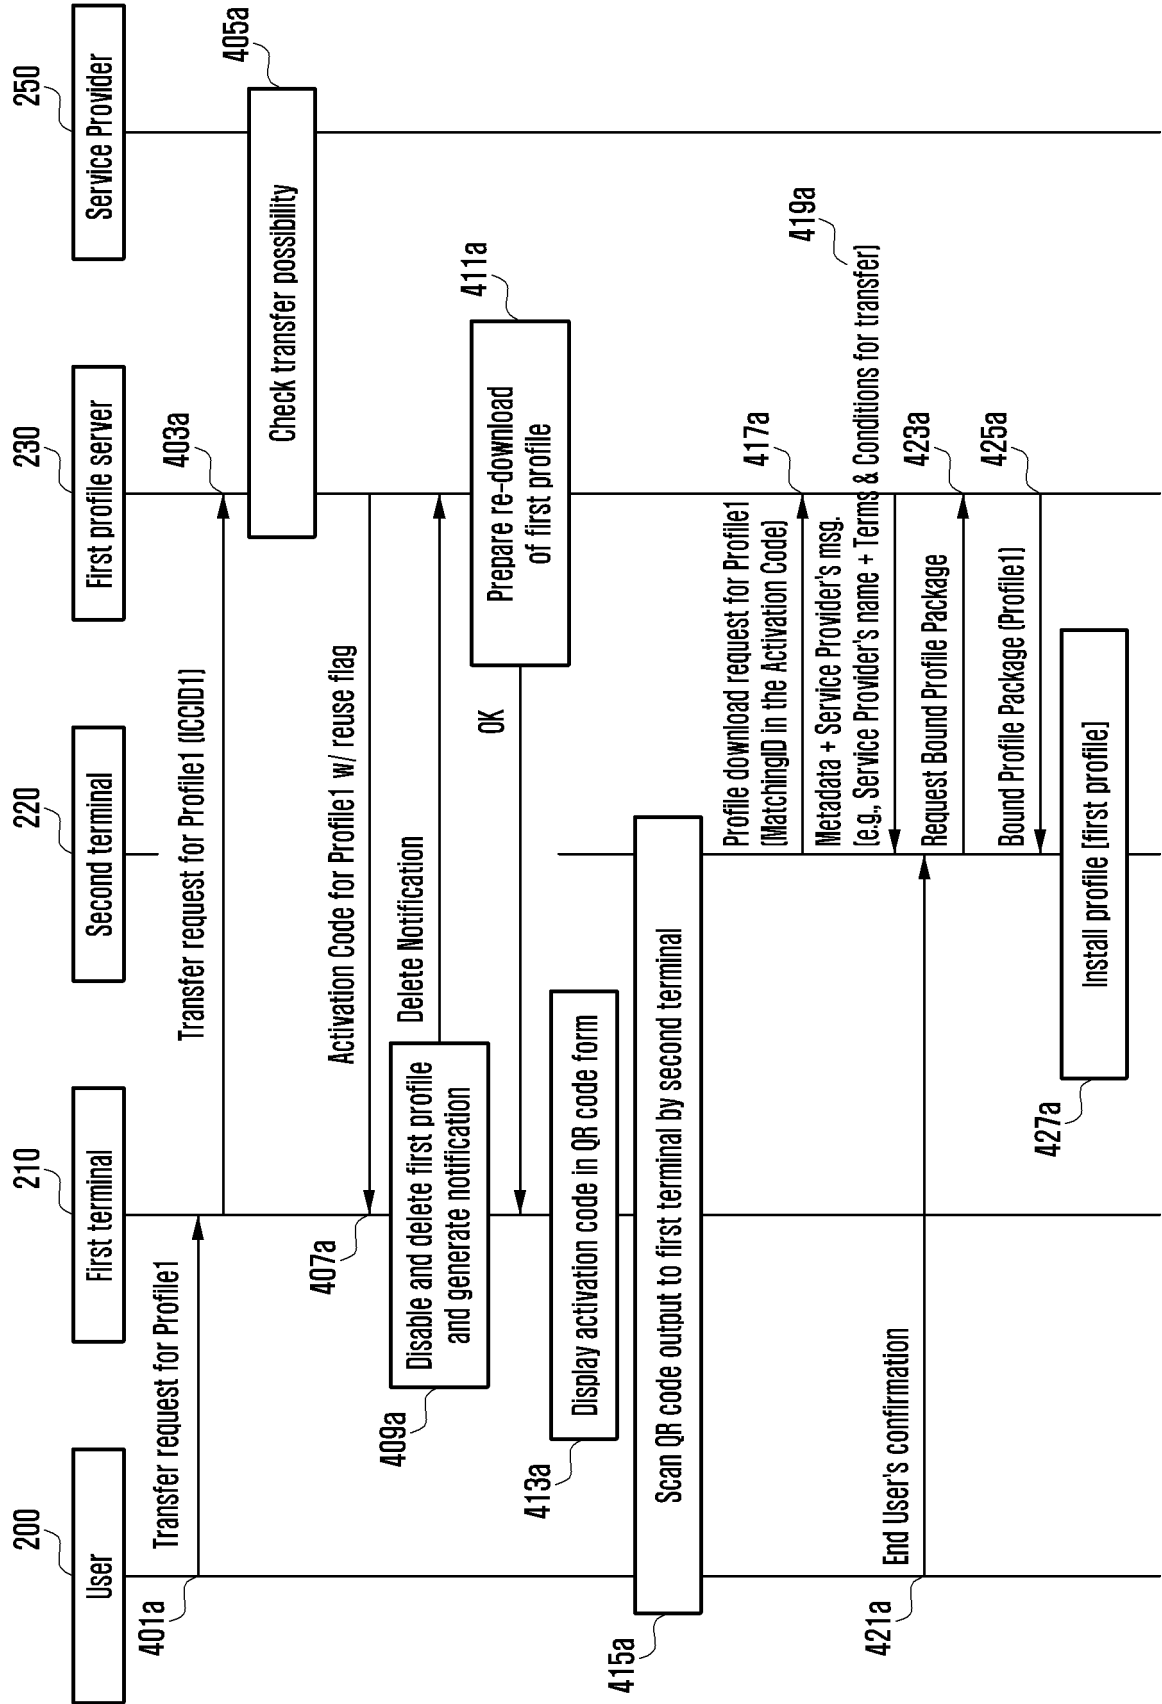 200
User
210
First terminal
220
Second terminal
230
First profile server
250
Service Provider
401a
Transfer request for Profile1
Transfer request for Profile1 (ICCID1)
403a
Check transfer possibility
405a
407a
Activation Code for Profile1 w/ reuse flag
409a
Disable and delete first profile
and generate notification
Delete Notification
411a
Prepare re-download
of first profile
OK
413a
Display activation code in QR code form
415a
Scan QR code output to first terminal by second terminal
Profile download request for Profile1
(MatchingID in the Activation Code)
417a
Metadata + Service Provider's msg.
(e.g., Service Provider's name + Terms & Conditions for transfer)
419a
421a
End User's confirmation
Request Bound Profile Package
423a
Bound Profile Package (Profile1)
425a
427a
Install profile [first profile]